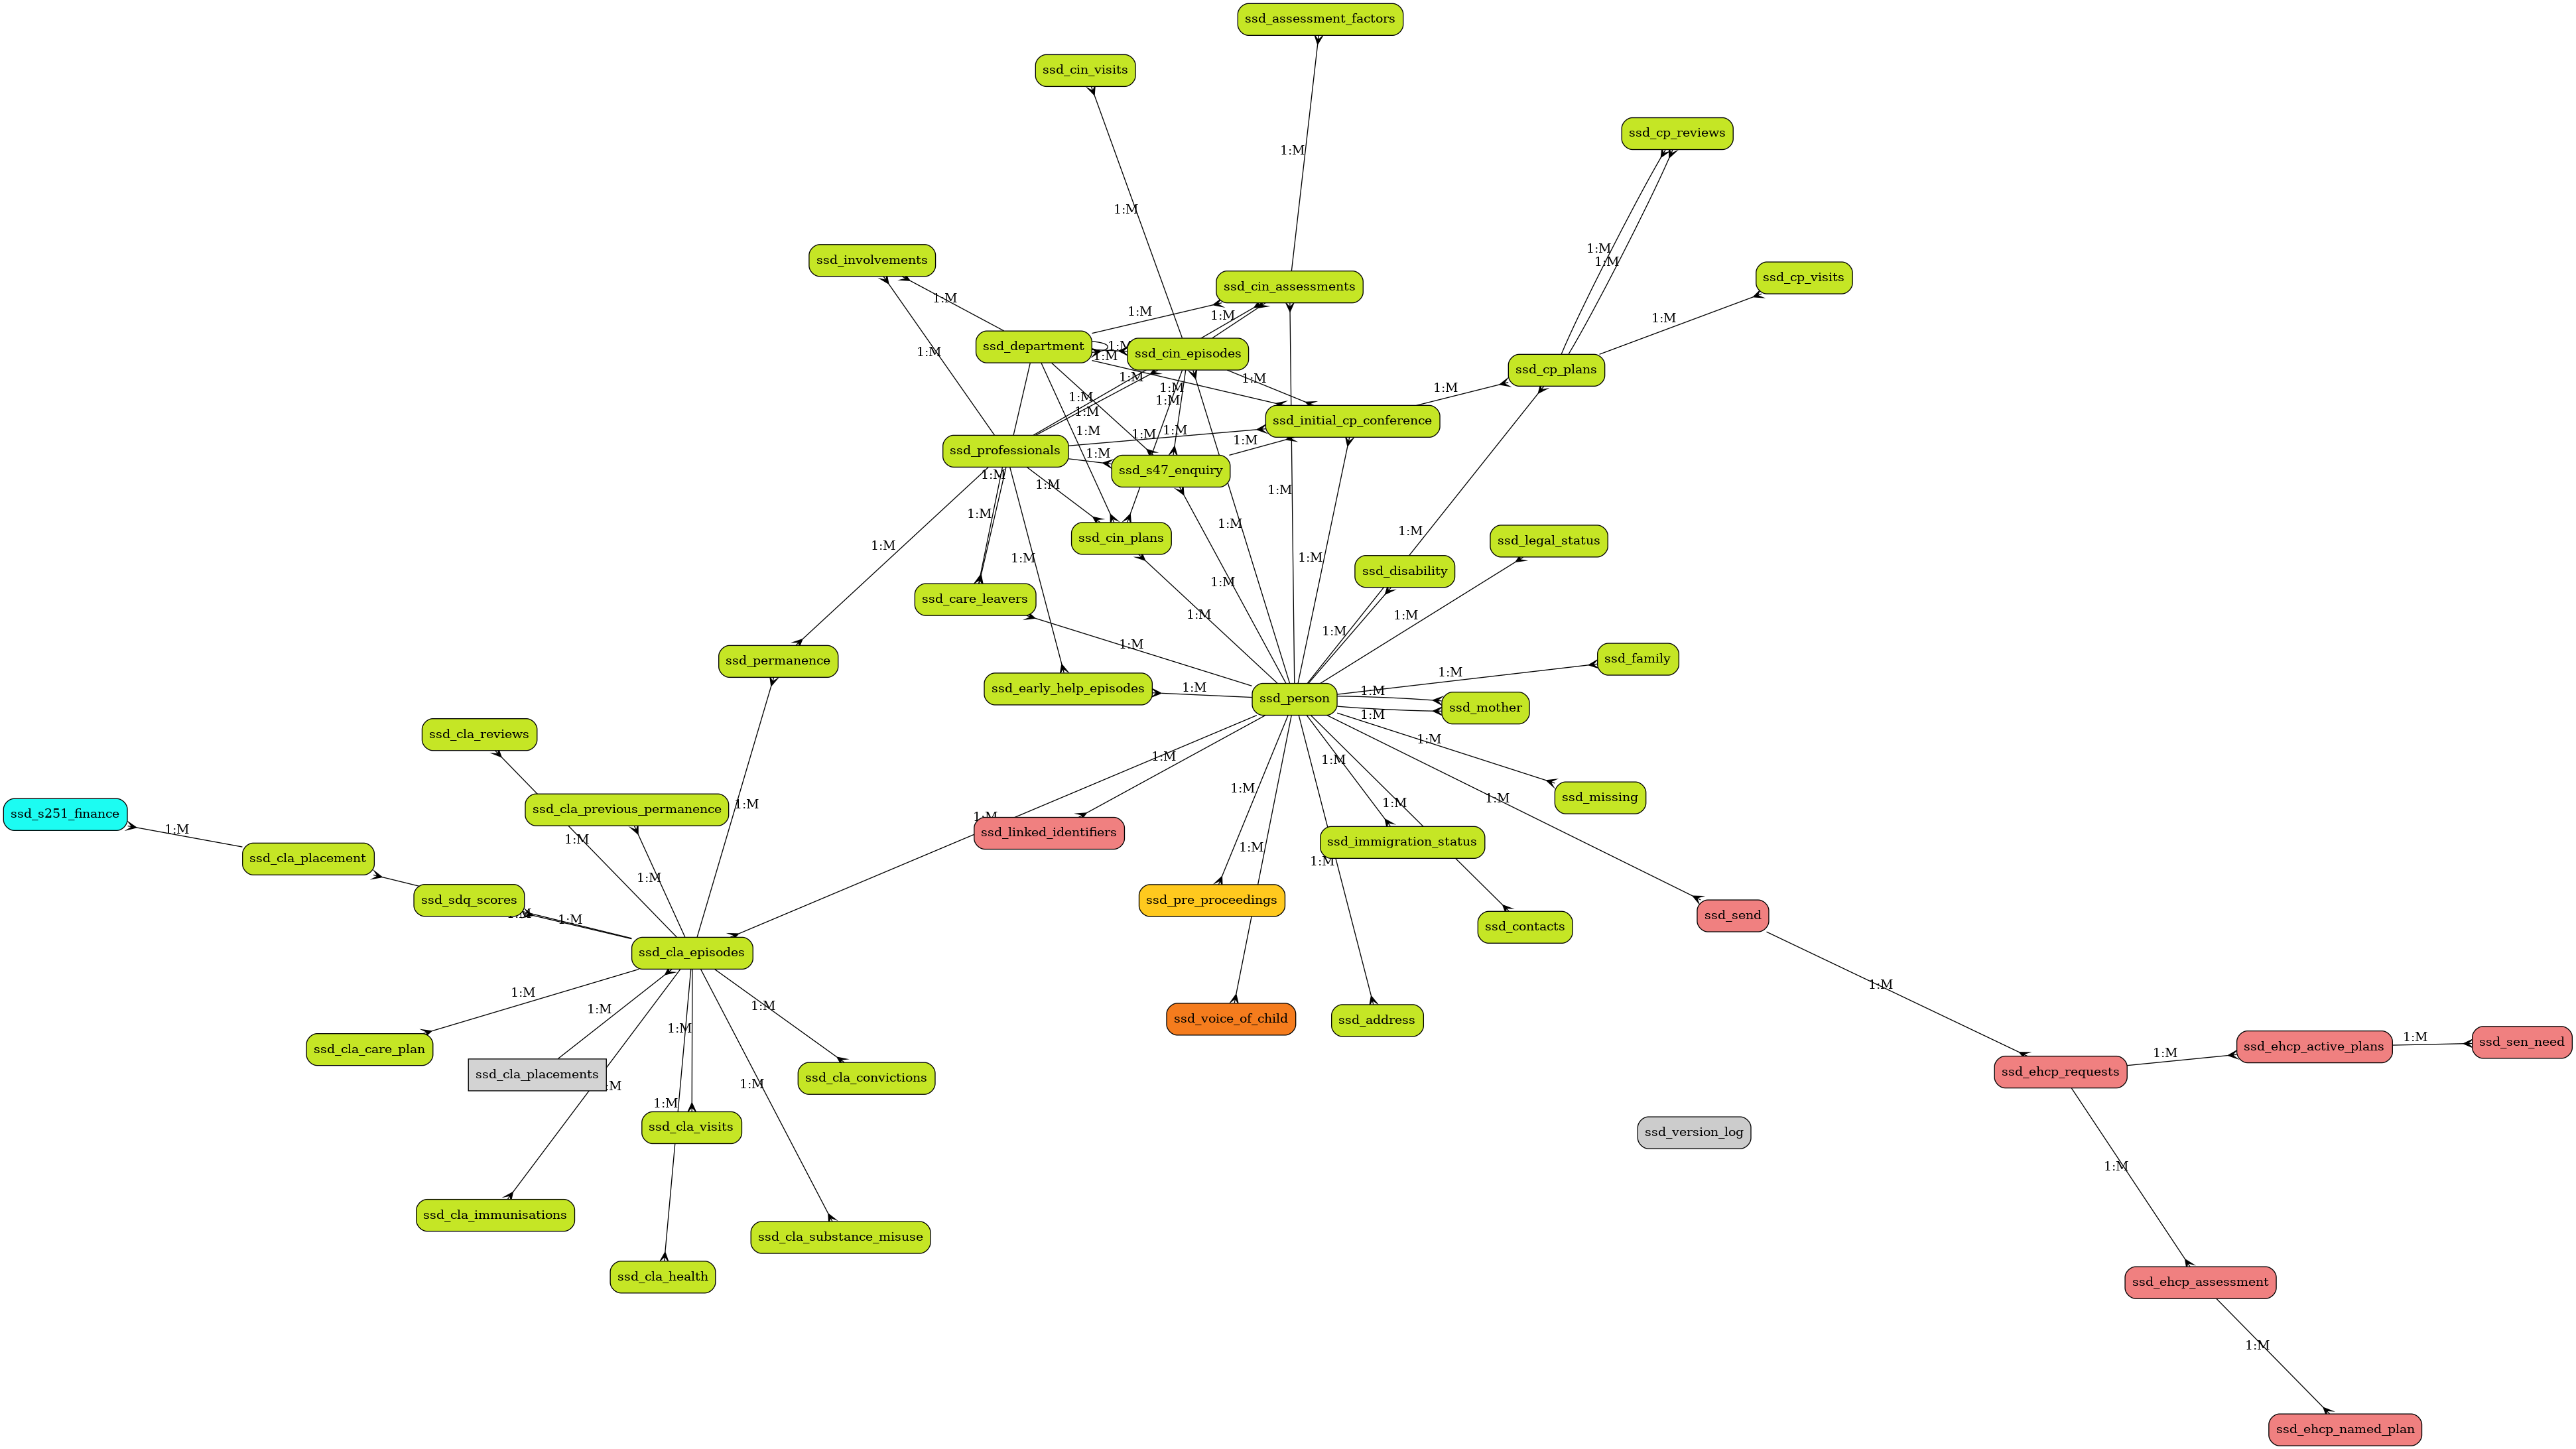 ssd_assessment_factors
ssd_cin_visits
ssd_cp_reviews
1:M
1:M
1:M
1:M
1:M
ssd_involvements
ssd_cp_visits
ssd_cin_assessments
1:M
1:M
1:M
1:M
ssd_department
1:M
1:M
ssd_cin_episodes
1:M
ssd_cp_plans
1:M
1:M
1:M
1:M
1:M
1:M
1:M
ssd_initial_cp_conference
1:M
1:M
1:M
1:M
ssd_professionals
1:M
1:M
ssd_s47_enquiry
1:M
1:M
1:M
1:M
1:M
1:M
ssd_cin_plans
ssd_legal_status
1:M
1:M
1:M
ssd_disability
1:M
ssd_care_leavers
1:M
1:M
1:M
1:M
ssd_permanence
ssd_family
1:M
ssd_early_help_episodes
1:M
ssd_person
1:M
ssd_mother
1:M
ssd_cla_reviews
1:M
1:M
1:M
1:M
ssd_missing
1:M
1:M
1:M
1:M
ssd_s251_finance
ssd_cla_previous_permanence
1:M
1:M
ssd_linked_identifiers
1:M
ssd_immigration_status
1:M
1:M
1:M
ssd_cla_placement
1:M
ssd_sdq_scores
ssd_pre_proceedings
ssd_send
1:M
ssd_contacts
ssd_cla_episodes
1:M
1:M
1:M
1:M
1:M
ssd_voice_of_child
ssd_address
ssd_cla_care_plan
ssd_cla_placements
ssd_cla_convictions
1:M
ssd_ehcp_active_plans
1:M
ssd_sen_need
1:M
ssd_ehcp_requests
:M
1:M
1:M
ssd_cla_visits
ssd_version_log
1:M
ssd_cla_immunisations
ssd_cla_substance_misuse
ssd_cla_health
ssd_ehcp_assessment
1:M
ssd_ehcp_named_plan